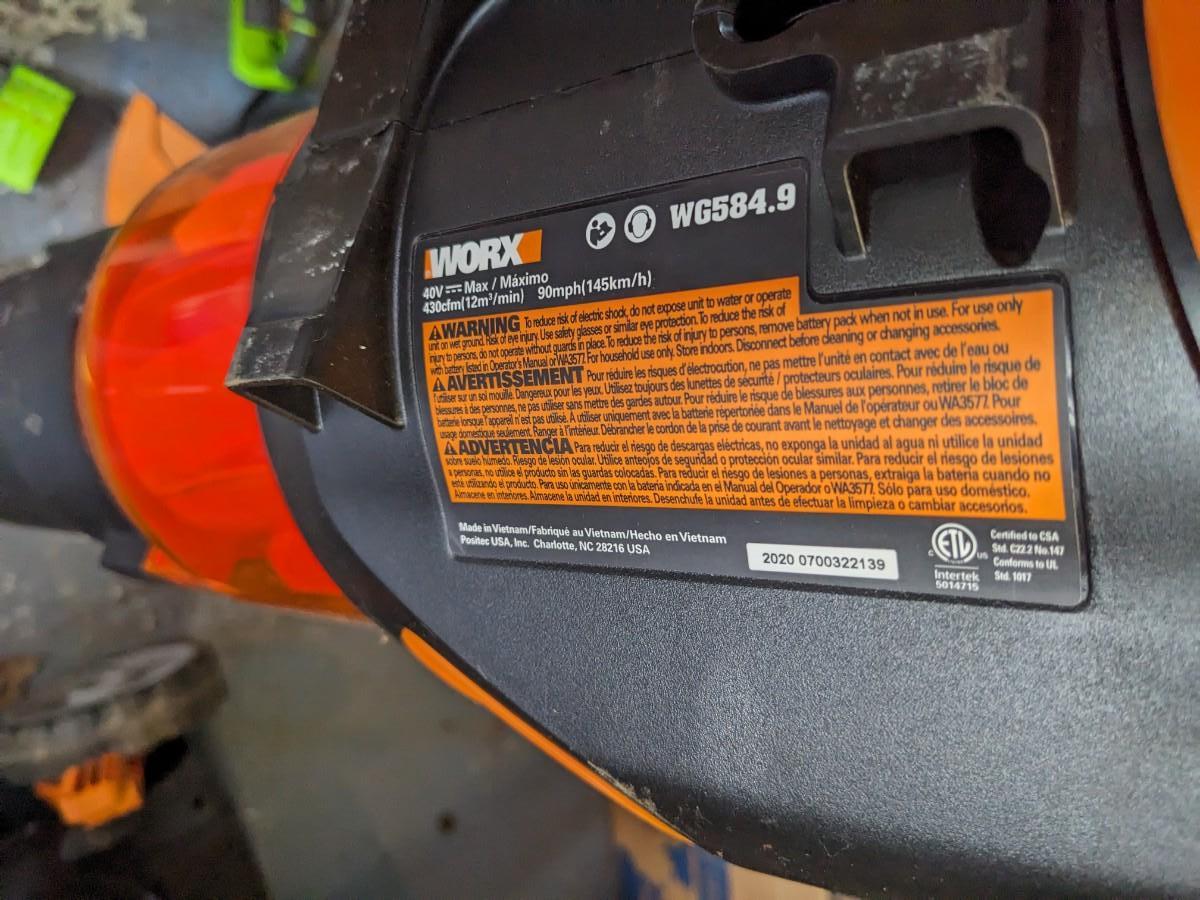 WORX
WG584.9
40V Max / Máximo
430cfm(12m³/min) 90mph(145km/h)
WARNING To reduce risk of electric shock, do not expose unit to water or operate
unit on wet ground. Risk of eye injury. Use safety glasses or similar eye protection. To reduce the risk of
injury to persons, do not operate without guards in place. To reduce the risk of injury to persons, remove battery pack when not in use. For use only
with battery listed in Operator's Manual or WA3577. For household use only. Store indoors. Disconnect before cleaning or changing accessories.
AVERTISSEMENT Pour réduire les risques d'électrocution, ne pas mettre l'unité en contact avec de l'eau ou
l'utiliser sur un sol mouillé. Dangereux pour les yeux. Utilisez toujours des lunettes de sécurité / protecteurs oculaires. Pour réduire le risque de
blessures à des personnes, ne pas utiliser sans mettre des gardes autour. Pour réduire le risque de blessures aux personnes, retirer le bloc de
batterie lorsque l'appareil n'est pas utilisé. A utiliser uniquement avec la batterie répertoriée dans le Manuel de l'opérateur ou WA3577. Pour
usage domestique seulement. Ranger à l'intérieur. Débrancher le cordon de la prise de courant avant le nettoyage et changer des accessoires.
ADVERTENCIA Para reducir el riesgo de descargas eléctricas, no exponga la unidad al agua ni utilice la unidad
sobre suelo humedo. Riesgo de lesión ocular. Utilice anteojos de seguridad o protección ocular similar. Para reducir el riesgo de lesiones
a personas, no utilice el producto sin las guardas colocadas. Para reducir el riesgo de lesiones a personas, extraiga la batería cuando no
esté utilizando el producto. Para uso únicamente con la batería indicada en el Manual del Operador o WA3577. Sólo para uso doméstico.
Almacene en interiores. Almacene la unidad en interiores. Desenchufe la unidad antes de efectuar la limpieza o cambiar accesorios.
Made in Vietnam/Fabriqué au Vietnam/Hecho en Vietnam
Positec USA, Inc. Charlotte, NC 28216 USA
2020 0700322139
C ETL US
Intertek
5014715
Certified to CSA
Std. C22.2 No.147
Conforms to UL
Std. 1017